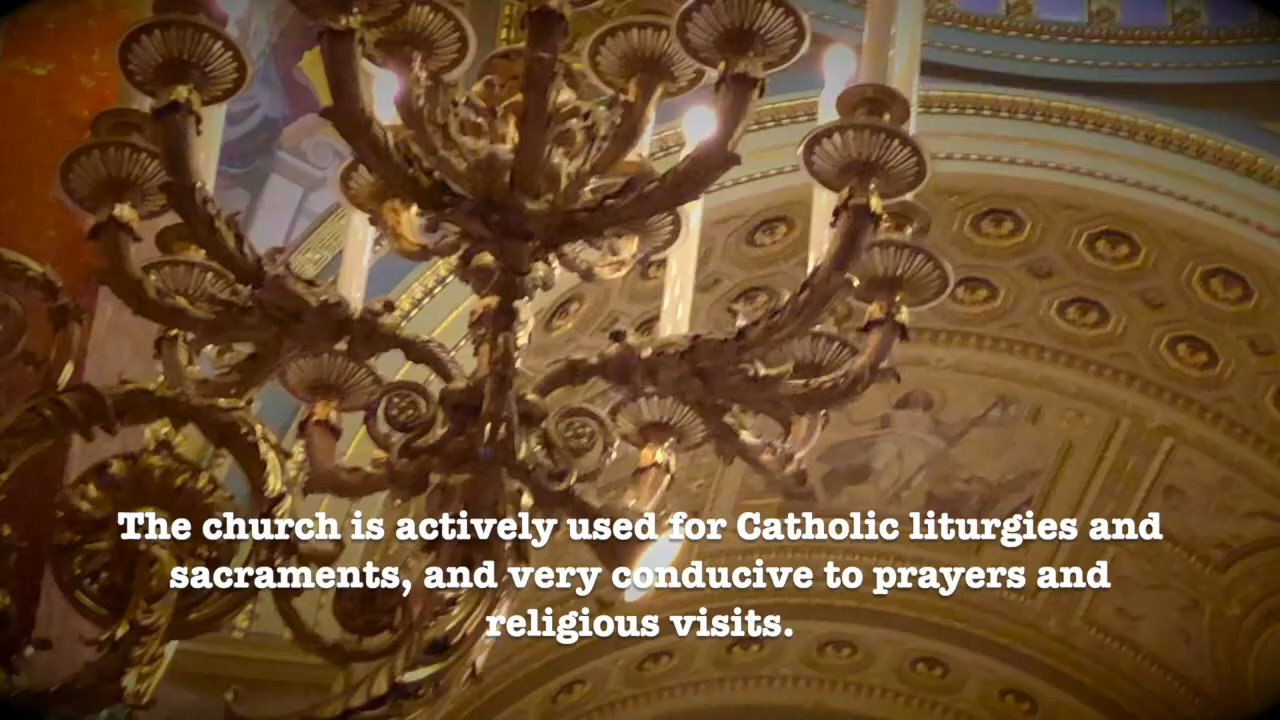 The church is actively used for Catholic liturgies and
sacraments, and very conducive to prayers and
religious visits.